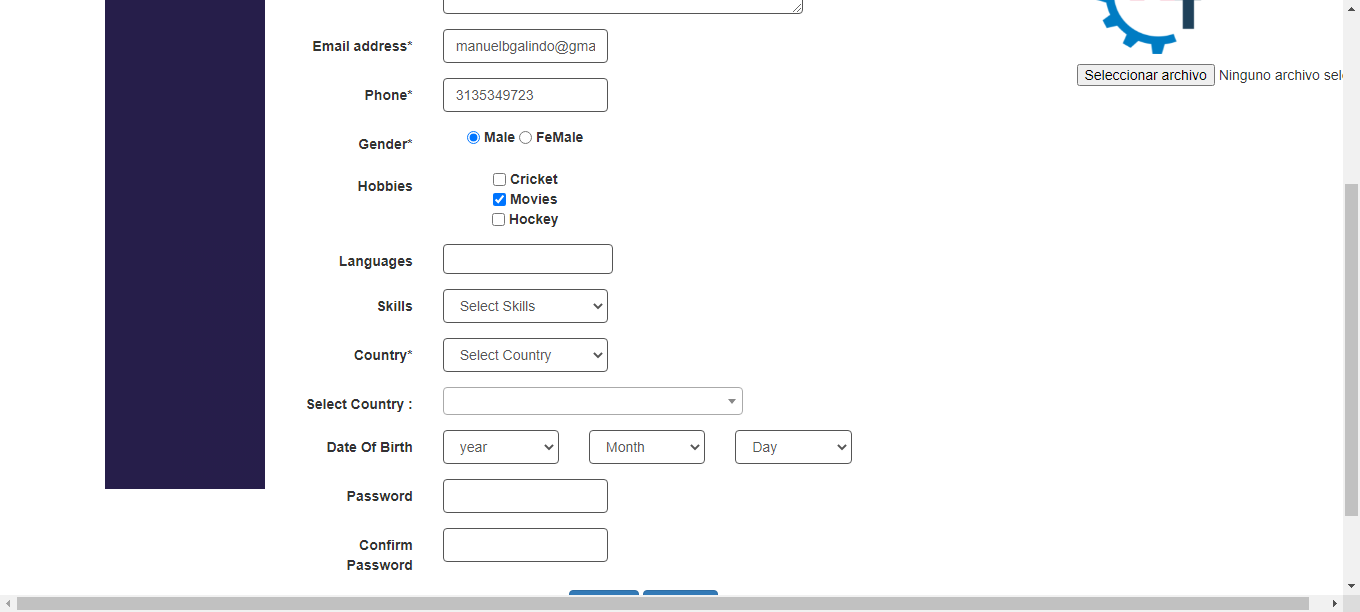 Email address* manuelbgalindo@gma
Seleccionar archivo Ninguno archivo sel
Phone* 3135349723
Gender* Male FeMale
Hobbies Cricket
Movies
Hockey
Languages
Skills Select Skills
Country* Select Country
Select Country :
Date Of Birth year Month Day
Password
Confirm
Password